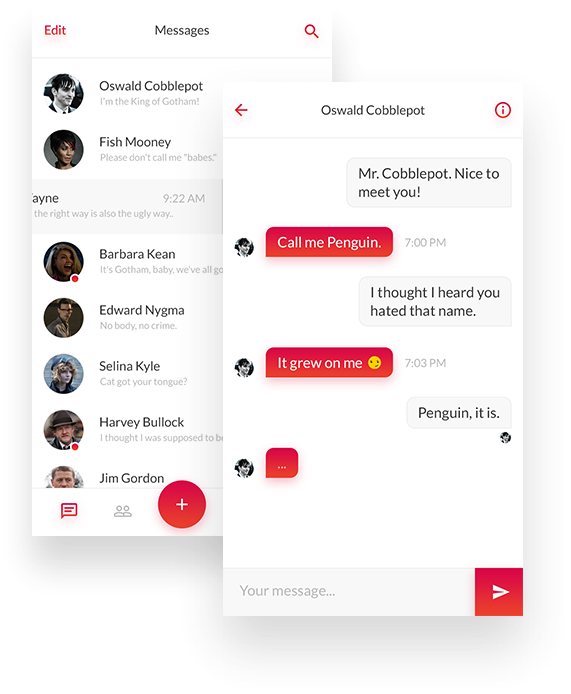 Edit
Messages
Oswald Cobblepot
I'm the King of Gotham!
Fish Mooney
Please don't call me "babes."
ayne
9:22 AM
the right way is also the ugly way..
Barbara Kean
It's Gotham, baby, we've all go
Edward Nygma
No body, no crime.
Selina Kyle
Cat got your tongue?
Harvey Bullock
I thought I was supposed to be
Jim Gordon
Oswald Cobblepot
Mr. Cobblepot. Nice to
meet you!
Call me Penguin.
7:00 PM
I thought I heard you
hated that name.
It grew on me 😏
7:03 PM
Penguin, it is.
...
Your message...